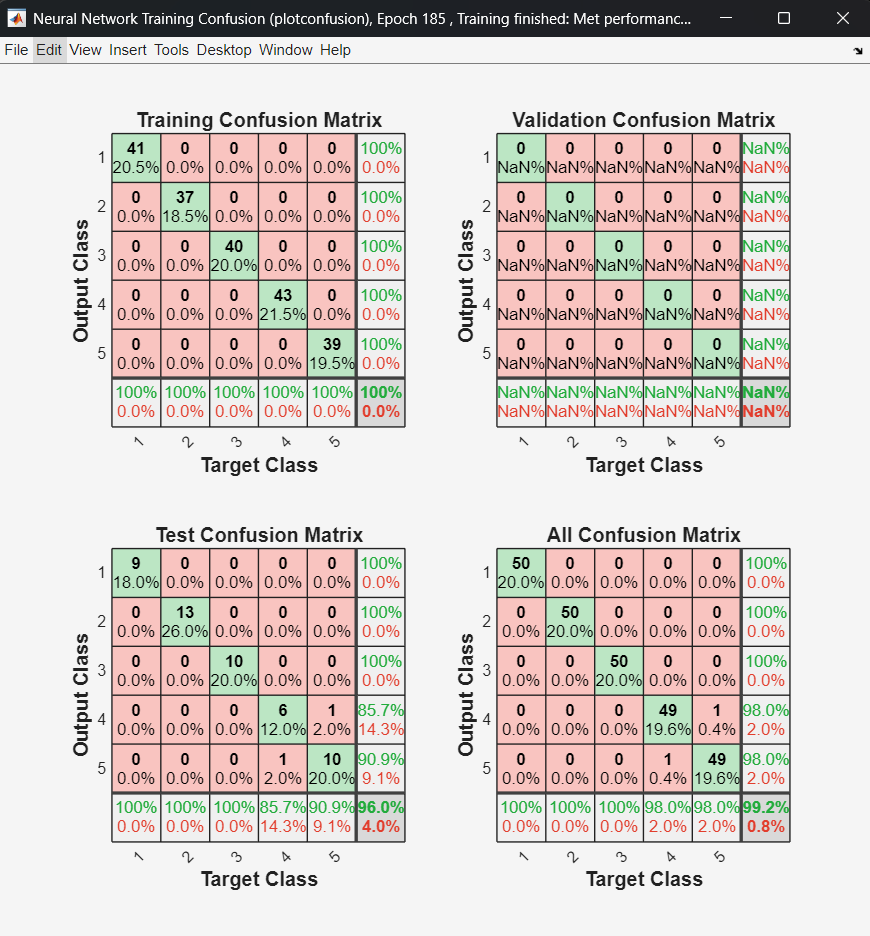 Neural Network Training Confusion (plotconfusion), Epoch 185 , Training finished: Met performanc...
File Edit View Insert Tools Desktop Window Help
Training Confusion Matrix
Output Class
1 41 0 0 0 0 100%
20.5% 0.0% 0.0% 0.0% 0.0% 0.0%
2 0 37 0 0 0 100%
0.0% 18.5% 0.0% 0.0% 0.0% 0.0%
3 0 0 40 0 0 100%
0.0% 0.0% 20.0% 0.0% 0.0% 0.0%
4 0 0 0 43 0 100%
0.0% 0.0% 0.0% 21.5% 0.0% 0.0%
5 0 0 0 0 39 100%
0.0% 0.0% 0.0% 0.0% 19.5% 0.0%
100% 100% 100% 100% 100% 100%
0.0% 0.0% 0.0% 0.0% 0.0% 0.0%
1 2 3 4 5
Target Class
Validation Confusion Matrix
Output Class
1 0 0 0 0 0 NaN%
NaN% NaN% NaN% NaN% NaN% NaN%
2 0 0 0 0 0 NaN%
NaN% NaN% NaN% NaN% NaN% NaN%
3 0 0 0 0 0 NaN%
NaN% NaN% NaN% NaN% NaN% NaN%
4 0 0 0 0 0 NaN%
NaN% NaN% NaN% NaN% NaN% NaN%
5 0 0 0 0 0 NaN%
NaN% NaN% NaN% NaN% NaN% NaN%
NaN% NaN% NaN% NaN% NaN% NaN%
NaN% NaN% NaN% NaN% NaN% NaN%
1 2 3 4 5
Target Class
Test Confusion Matrix
Output Class
1 9 0 0 0 0 100%
18.0% 0.0% 0.0% 0.0% 0.0% 0.0%
2 0 13 0 0 0 100%
0.0% 26.0% 0.0% 0.0% 0.0% 0.0%
3 0 0 10 0 0 100%
0.0% 0.0% 20.0% 0.0% 0.0% 0.0%
4 0 0 0 6 1 85.7%
0.0% 0.0% 0.0% 12.0% 2.0% 14.3%
5 0 0 0 1 10 90.9%
0.0% 0.0% 0.0% 2.0% 20.0% 9.1%
100% 100% 100% 85.7% 90.9% 96.0%
0.0% 0.0% 0.0% 14.3% 9.1% 4.0%
1 2 3 4 5
Target Class
All Confusion Matrix
Output Class
1 50 0 0 0 0 100%
20.0% 0.0% 0.0% 0.0% 0.0% 0.0%
2 0 50 0 0 0 100%
0.0% 20.0% 0.0% 0.0% 0.0% 0.0%
3 0 0 50 0 0 100%
0.0% 0.0% 20.0% 0.0% 0.0% 0.0%
4 0 0 0 49 1 98.0%
0.0% 0.0% 0.0% 19.6% 0.4% 2.0%
5 0 0 0 1 49 98.0%
0.0% 0.0% 0.0% 0.4% 19.6% 2.0%
100% 100% 100% 98.0% 98.0% 99.2%
0.0% 0.0% 0.0% 2.0% 2.0% 0.8%
1 2 3 4 5
Target Class